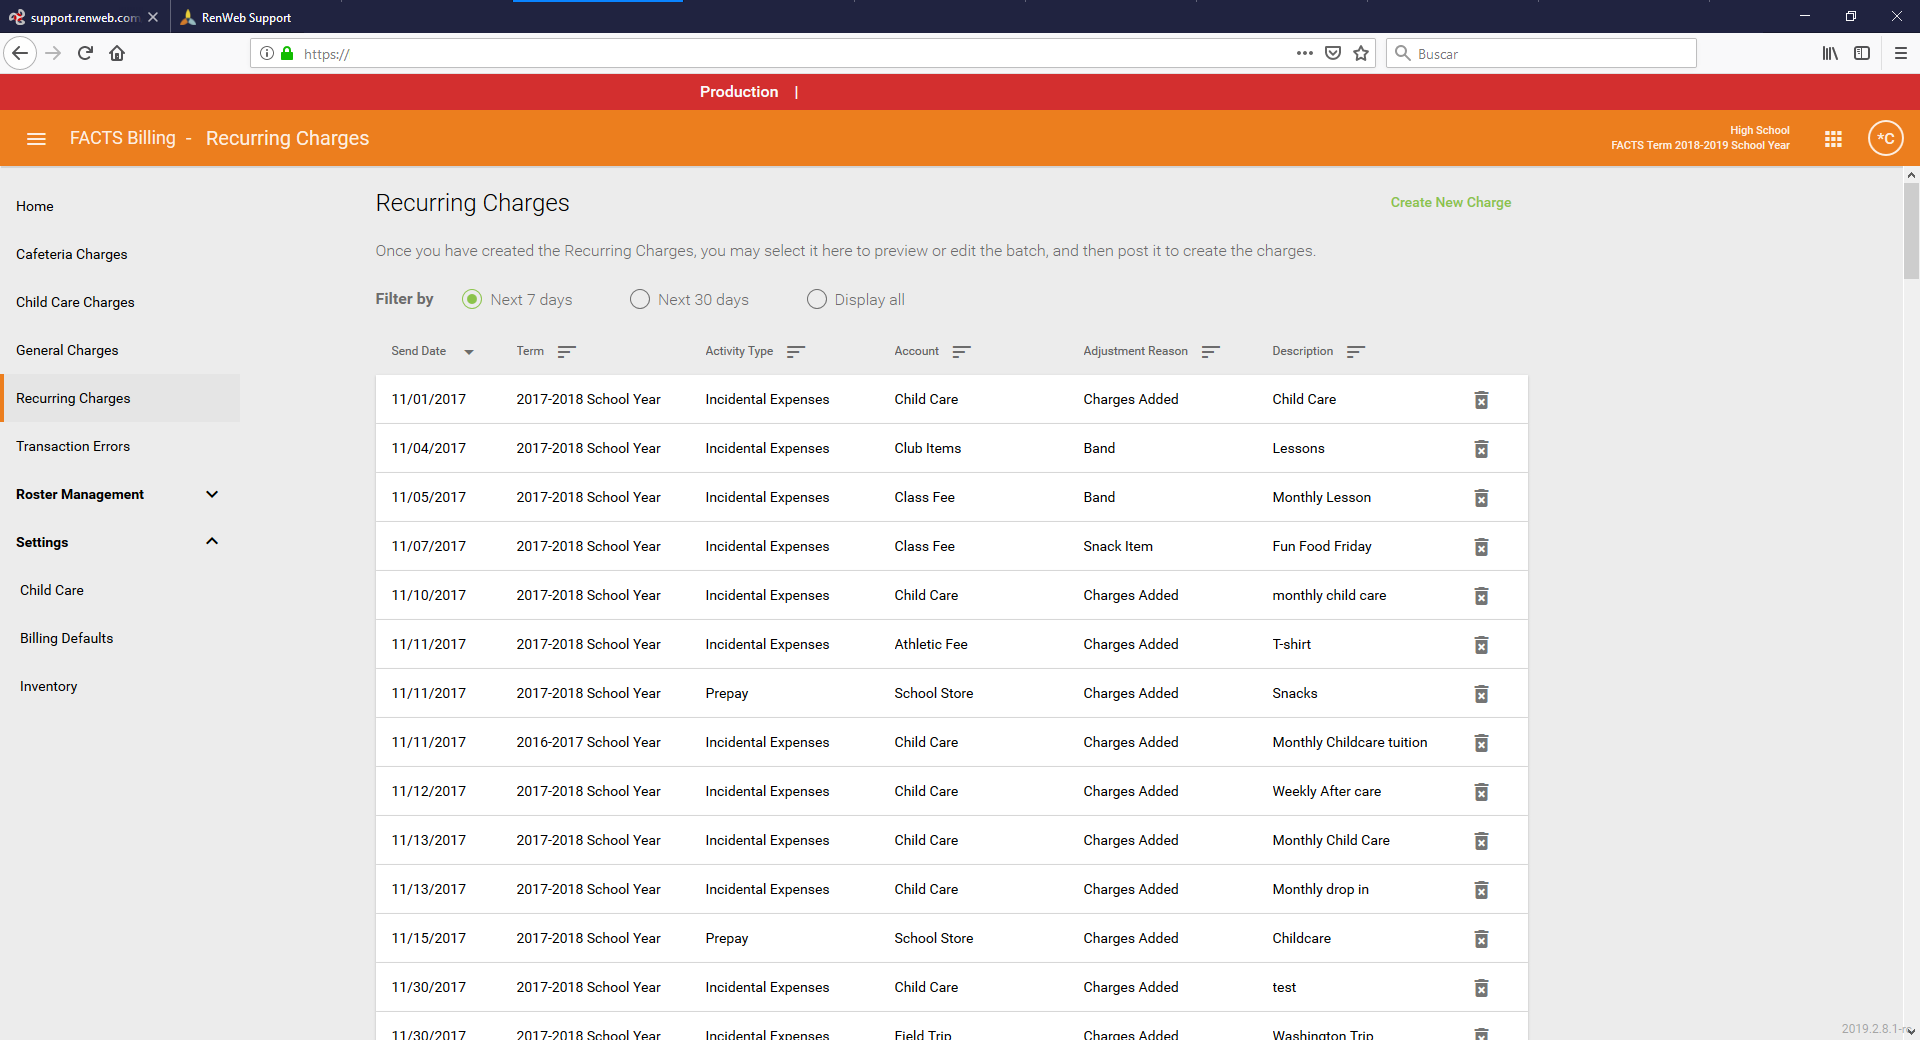 support.renweb.com
RenWeb Support
https://
Buscar
Production |
FACTS Billing - Recurring Charges
High School
FACTS Term 2018-2019 School Year
*C
Home
Cafeteria Charges
Child Care Charges
General Charges
Recurring Charges
Transaction Errors
Roster Management
Settings
Child Care
Billing Defaults
Inventory
Recurring Charges
Create New Charge
Once you have created the Recurring Charges, you may select it here to preview or edit the batch, and then post it to create the charges.
Filter by Next 7 days Next 30 days Display all
Send Date Term Activity Type Account Adjustment Reason Description
11/01/2017 2017-2018 School Year Incidental Expenses Child Care Charges Added Child Care
11/04/2017 2017-2018 School Year Incidental Expenses Club Items Band Lessons
11/05/2017 2017-2018 School Year Incidental Expenses Class Fee Band Monthly Lesson
11/07/2017 2017-2018 School Year Incidental Expenses Class Fee Snack Item Fun Food Friday
11/10/2017 2017-2018 School Year Incidental Expenses Child Care Charges Added monthly child care
11/11/2017 2017-2018 School Year Incidental Expenses Athletic Fee Charges Added T-shirt
11/11/2017 2017-2018 School Year Prepay School Store Charges Added Snacks
11/11/2017 2016-2017 School Year Incidental Expenses Child Care Charges Added Monthly Childcare tuition
11/12/2017 2017-2018 School Year Incidental Expenses Child Care Charges Added Weekly After care
11/13/2017 2017-2018 School Year Incidental Expenses Child Care Charges Added Monthly Child Care
11/13/2017 2017-2018 School Year Incidental Expenses Child Care Charges Added Monthly drop in
11/15/2017 2017-2018 School Year Prepay School Store Charges Added Childcare
11/30/2017 2017-2018 School Year Incidental Expenses Child Care Charges Added test
11/30/2017 2017-2018 School Year Incidental Expenses Field Trip Charges Added Washington Trip
2019.2.8.1-